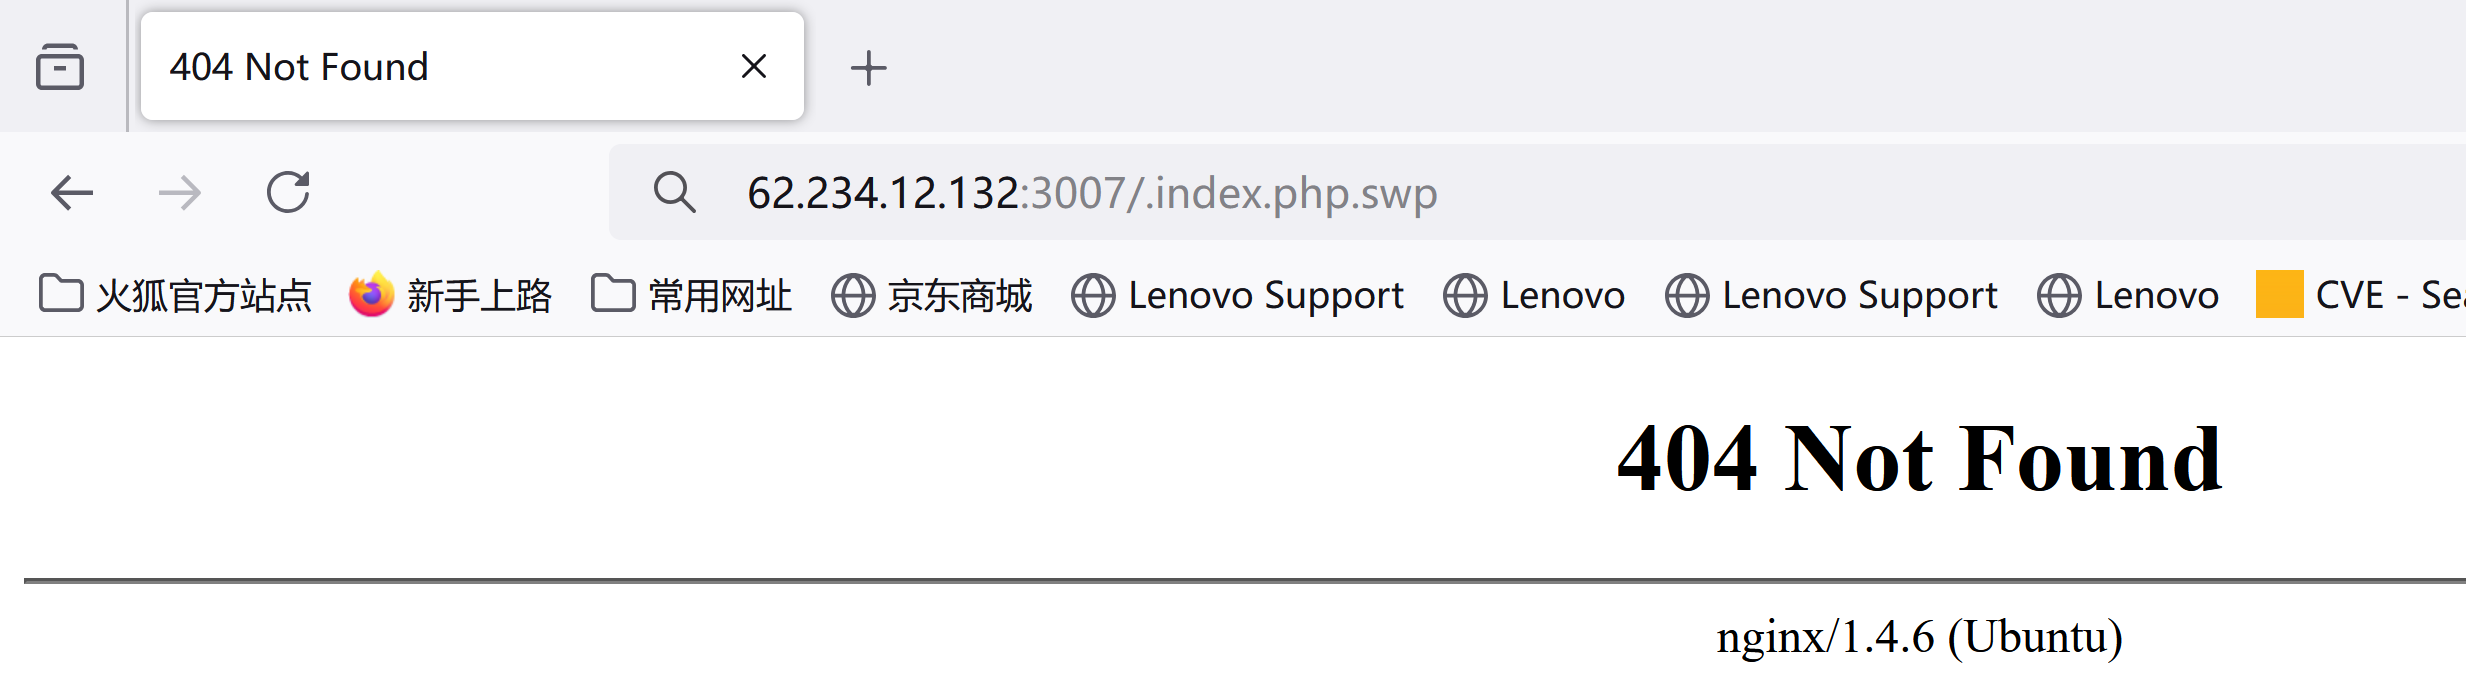 404 Not Found
62.234.12.132:3007/.index.php.swp
火狐官方站点 新手上路 常用网址 京东商城 Lenovo Support Lenovo Lenovo Support Lenovo CVE - Sea
404 Not Found
nginx/1.4.6 (Ubuntu)